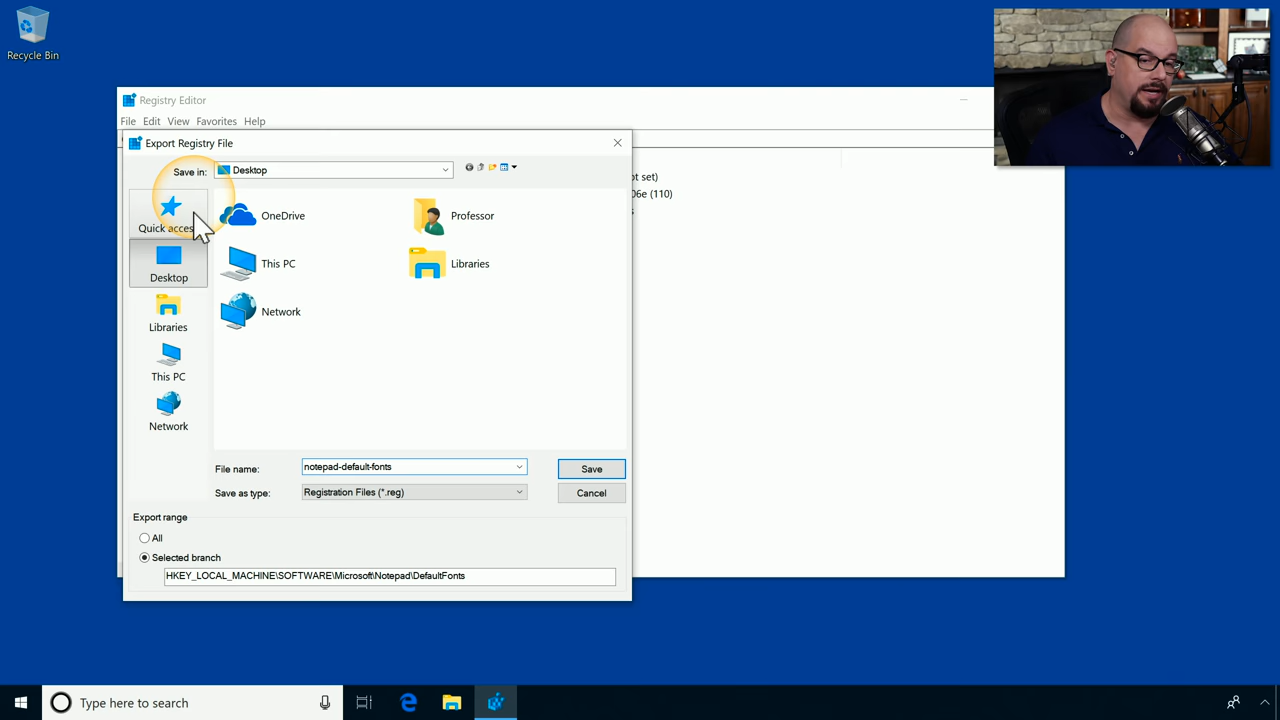 Recycle Bin
Registry Editor
File Edit View Favorites Help
Export Registry File
Save in:
Desktop
Quick access
Desktop
Libraries
This PC
Network
OneDrive
Professor
This PC
Libraries
Network
ot set)
06e (110)
s
File name:
notepad-default-fonts
Save
Save as type:
Registration Files (*.reg)
Cancel
Export range
All
Selected branch
HKEY_LOCAL_MACHINE\SOFTWARE\Microsoft\Notepad\DefaultFonts
Type here to search